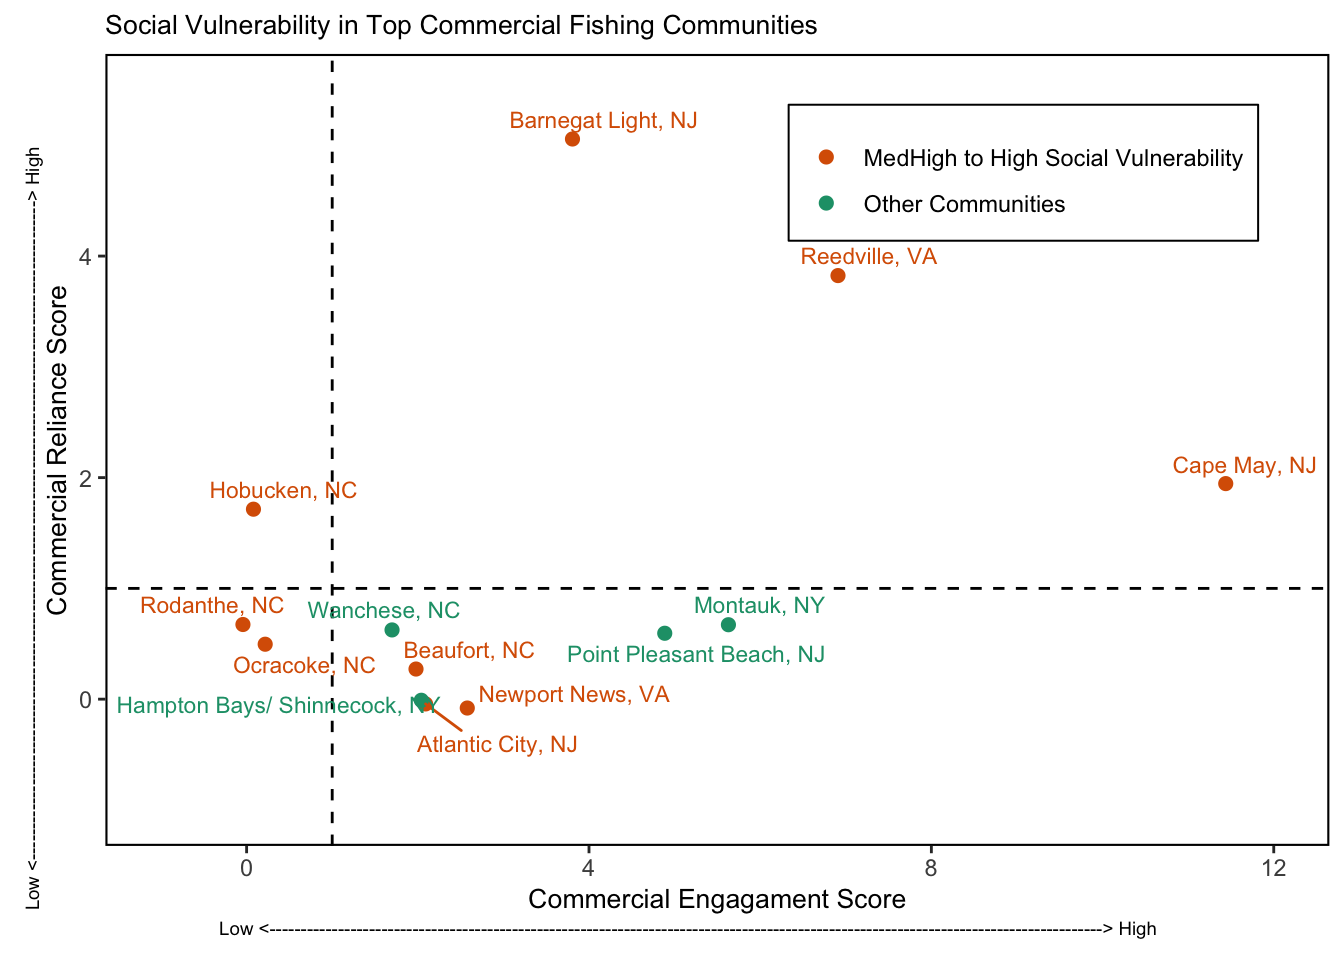 Social Vulnerability in Top Commercial Fishing Communities
Barnegat Light, NJ
MedHigh to High Social Vulnerability
Other Communities
Reedville, VA
Cape May, NJ
Hobucken, NC
Rodanthe, NC
Wanchese, NC
Montauk, NY
Ocracoke, NC
Beaufort, NC
Point Pleasant Beach, NJ
Hampton Bays/ Shinnecock, NY
Newport News, VA
Atlantic City, NJ
4
2
0
0
4
8
12
Commercial Reliance Score
Low <--------------------------------------------------------------------------------------------------------> High
Commercial Engagament Score
Low <--------------------------------------------------------------------------------------------------------------------------------------> High